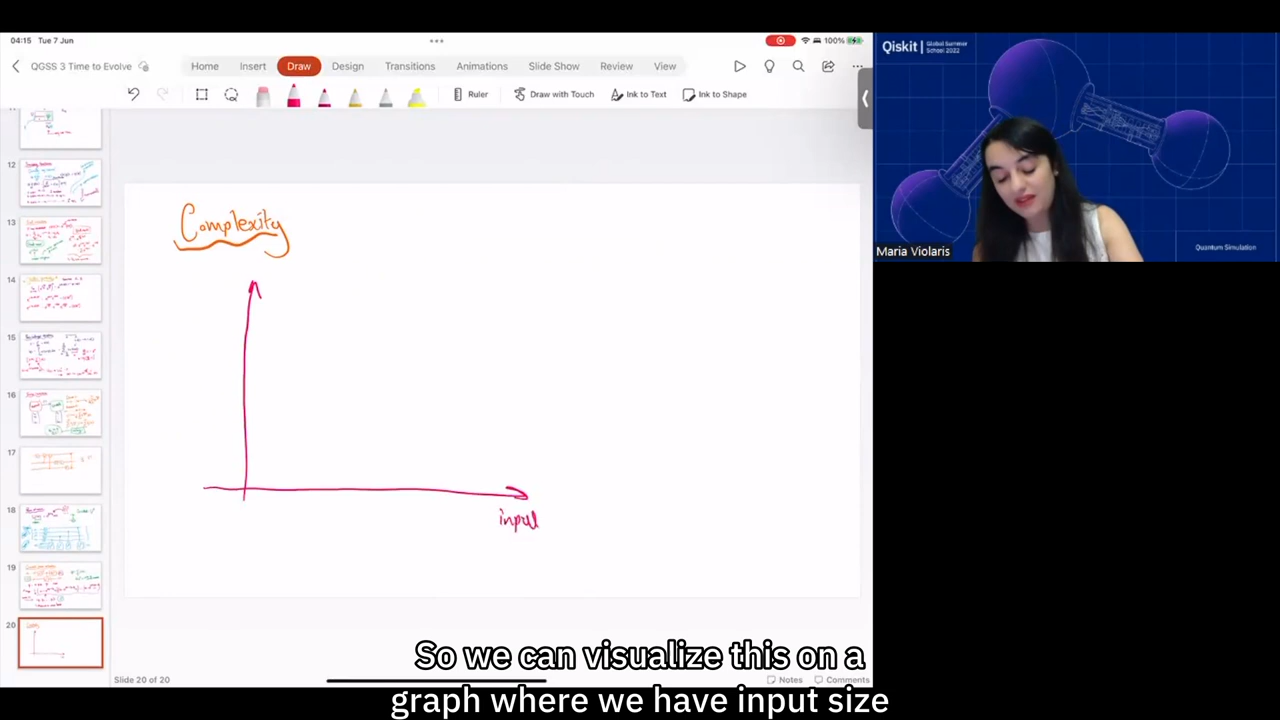 04:15 Tue 7 Jun
100%
QGSS 3 Time to Evolve
Home Insert Draw Design Transitions Animations Slide Show Review View
Ruler Draw with Touch Ink to Text Ink to Shape
Complexity
input
12
13
14
15
16
17
18
19
20
Slide 20 of 20
Notes Comments
Qiskit | Global Summer School 2022
Maria Violaris
Quantum Simulation
So we can visualize this on a
graph where we have input size